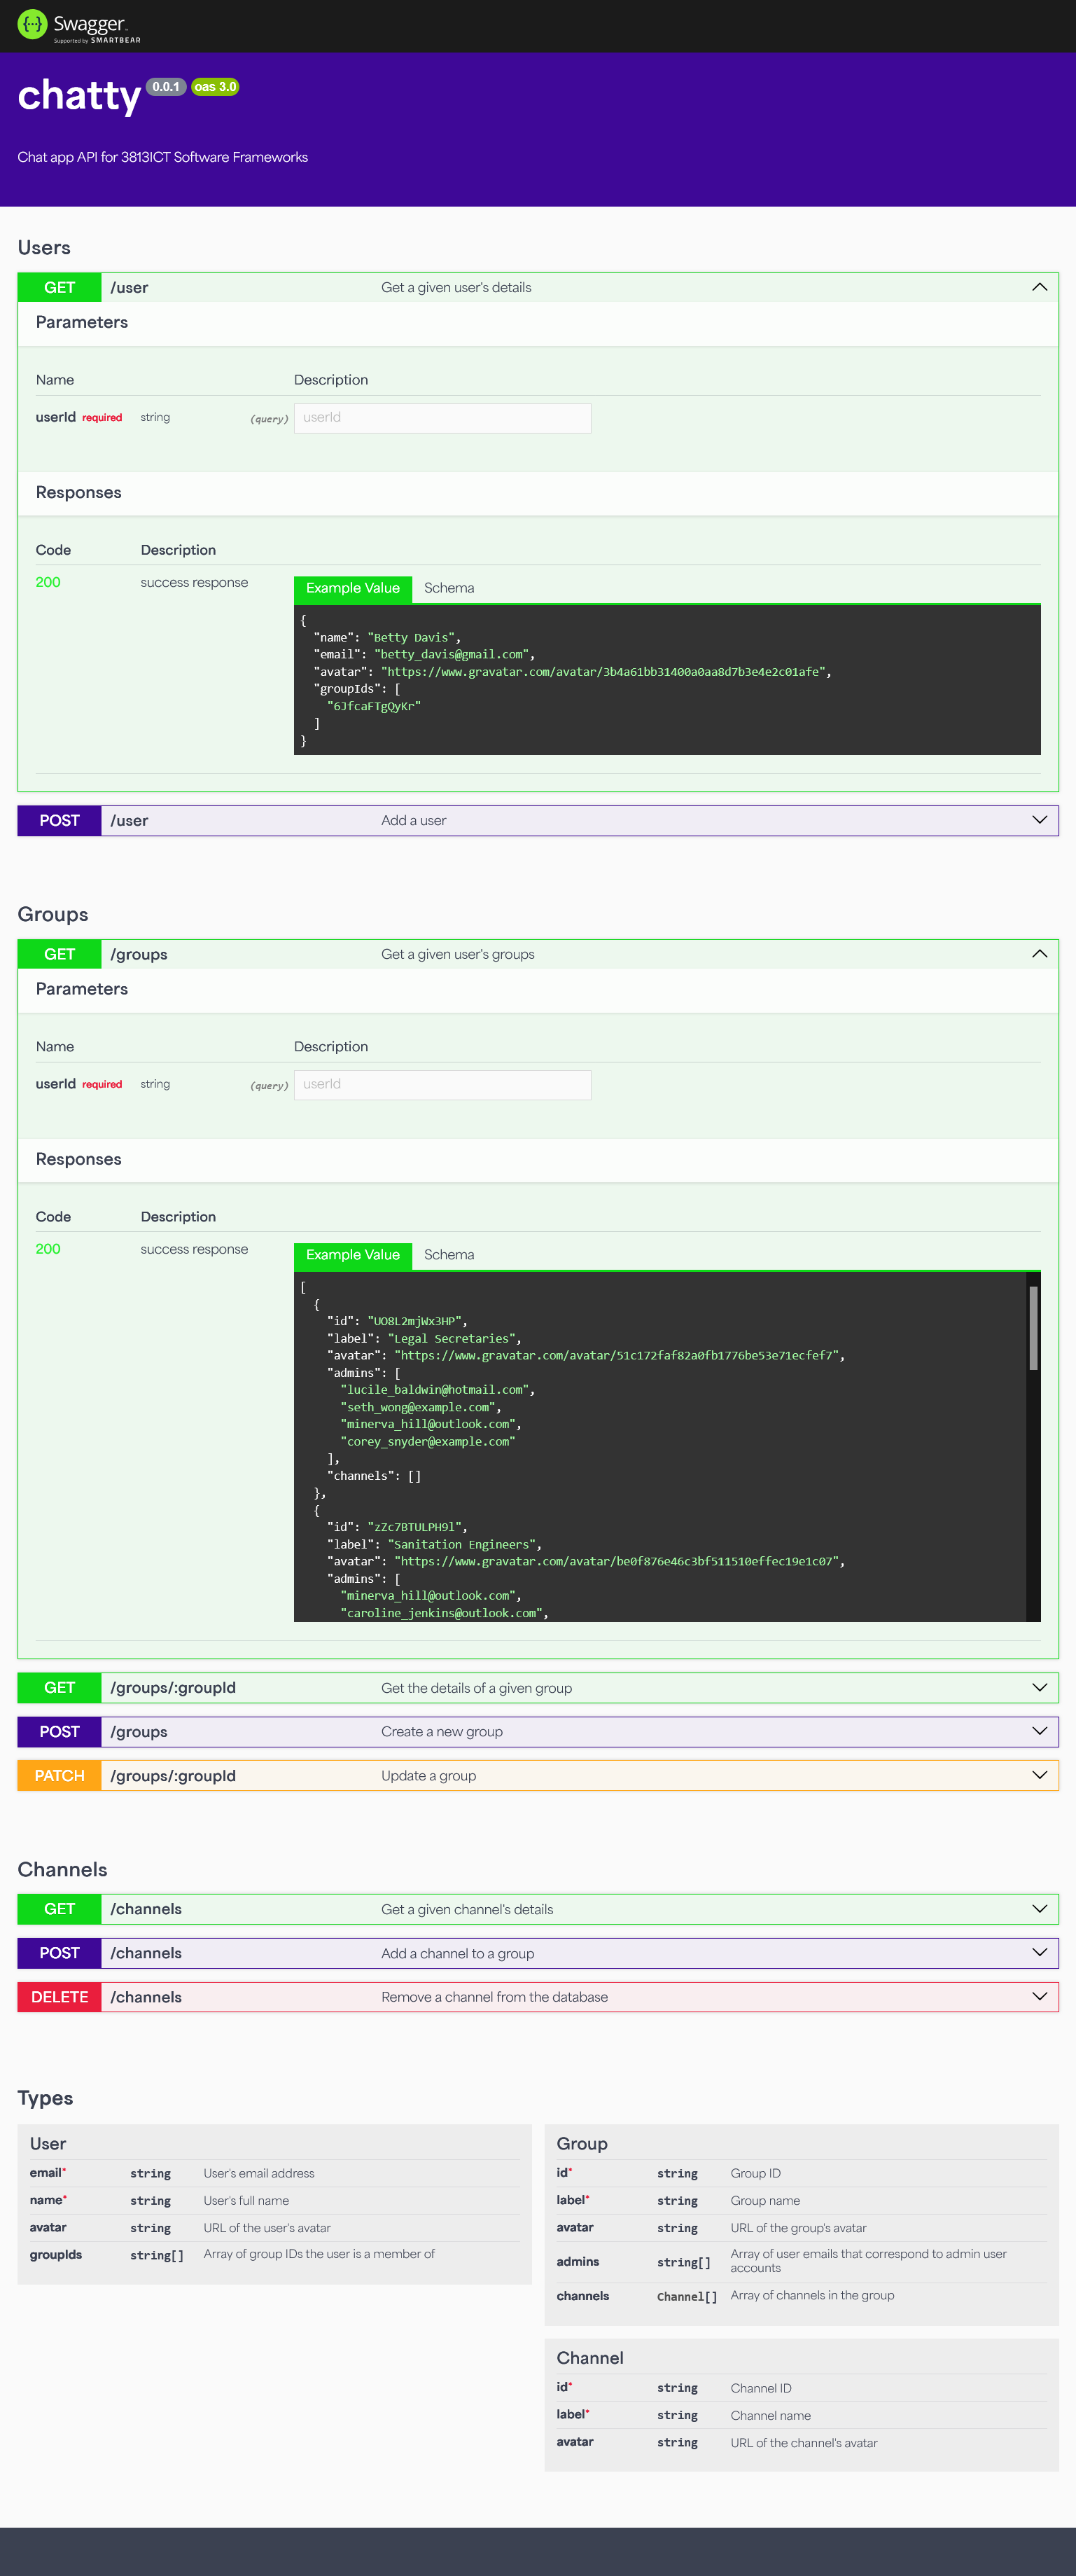 Swagger
Supported by SMARTBEAR
chatty 0.0.1 oas 3.0
Chat app API for 3813ICT Software Frameworks
Users
GET /user Get a given user's details
Parameters
Name Description
userId required string (query) userId
Responses
Code Description
200 success response Example Value Schema
{
"name": "Betty Davis",
"email": "betty_davis@gmail.com",
"avatar": "https://www.gravatar.com/avatar/3b4a61bb31400a0aa8d7b3e4e2c01afe",
"groupIds": [
"6JfcaFTgQyKr"
]
}
POST /user Add a user
Groups
GET /groups Get a given user's groups
Parameters
Name Description
userId required string (query) userId
Responses
Code Description
200 success response Example Value Schema
[
{
"id": "UO8L2mjWx3HP",
"label": "Legal Secretaries",
"avatar": "https://www.gravatar.com/avatar/51c172faf82a0fb1776be53e71ecfef7",
"admins": [
"lucile_baldwin@hotmail.com",
"seth_wong@example.com",
"minerva_hill@outlook.com",
"corey_snyder@example.com"
],
"channels": []
},
{
"id": "zZc7BTULPH9l",
"label": "Sanitation Engineers",
"avatar": "https://www.gravatar.com/avatar/be0f876e46c3bf511510effec19e1c07",
"admins": [
"minerva_hill@outlook.com",
"caroline_jenkins@outlook.com",
GET /groups/:groupId Get the details of a given group
POST /groups Create a new group
PATCH /groups/:groupId Update a group
Channels
GET /channels Get a given channel's details
POST /channels Add a channel to a group
DELETE /channels Remove a channel from the database
Types
User
email* string User's email address
name* string User's full name
avatar string URL of the user's avatar
groupIds string[] Array of group IDs the user is a member of
Group
id* string Group ID
label* string Group name
avatar string URL of the group's avatar
admins string[] Array of user emails that correspond to admin user
accounts
channels Channel[] Array of channels in the group
Channel
id* string Channel ID
label* string Channel name
avatar string URL of the channel's avatar